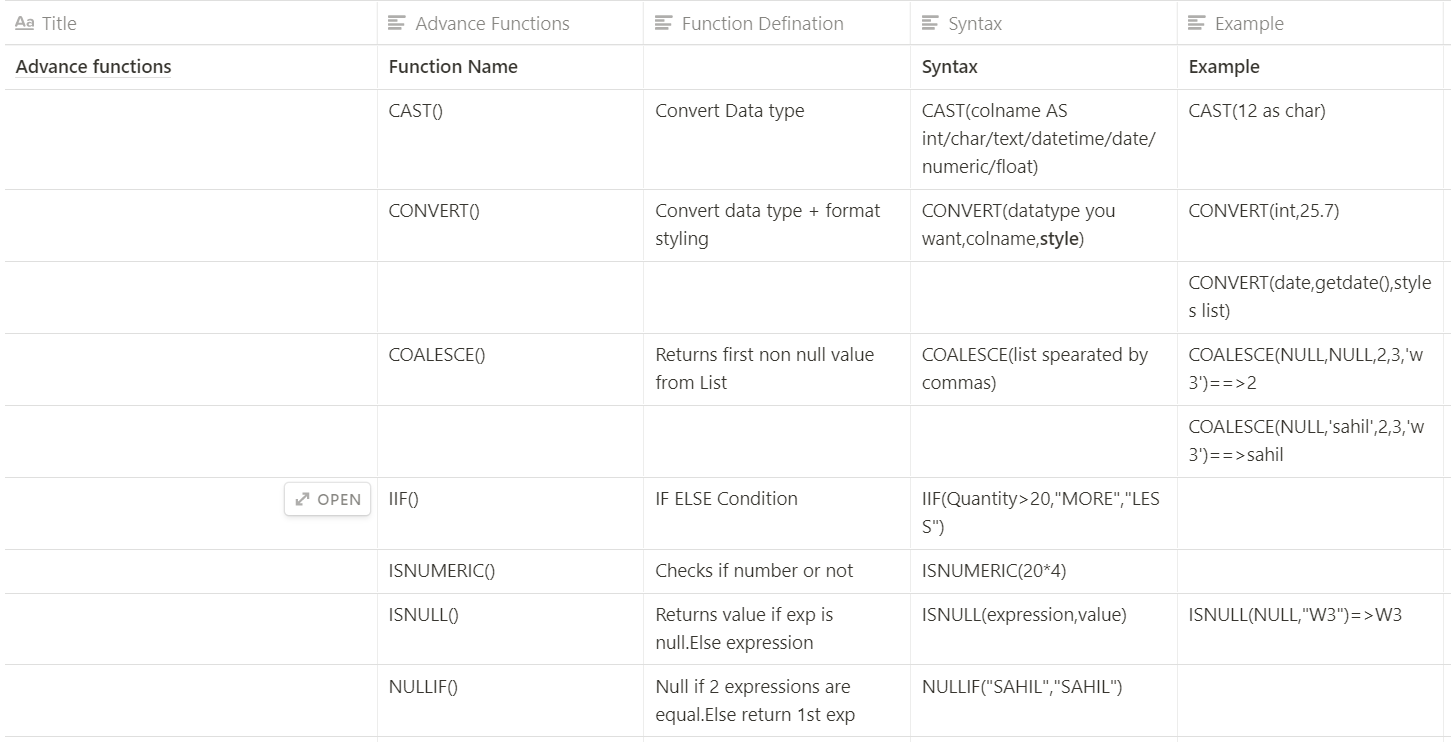 Aa Title Advance Functions Function Defination Syntax Example
Advance functions Function Name Syntax Example
CAST() Convert Data type CAST(colname AS CAST(12 as char)
int/char/text/datetime/date/
numeric/float)
CONVERT() Convert data type + format CONVERT(datatype you CONVERT(int,25.7)
styling want,colname,style)
CONVERT(date,getdate(),style
s list)
COALESCE() Returns first non null value COALESCE(list spearated by COALESCE(NULL,NULL,2,3,'w
from List commas) 3')==>2
COALESCE(NULL,'sahil',2,3,'w
3')==>sahil
OPEN IIF() IF ELSE Condition IIF(Quantity>20,"MORE","LES
S")
ISNUMERIC() Checks if number or not ISNUMERIC(20*4)
ISNULL() Returns value if exp is ISNULL(expression,value) ISNULL(NULL,"W3")=>W3
null.Else expression
NULLIF() Null if 2 expressions are NULLIF("SAHIL","SAHIL")
equal.Else return 1st exp